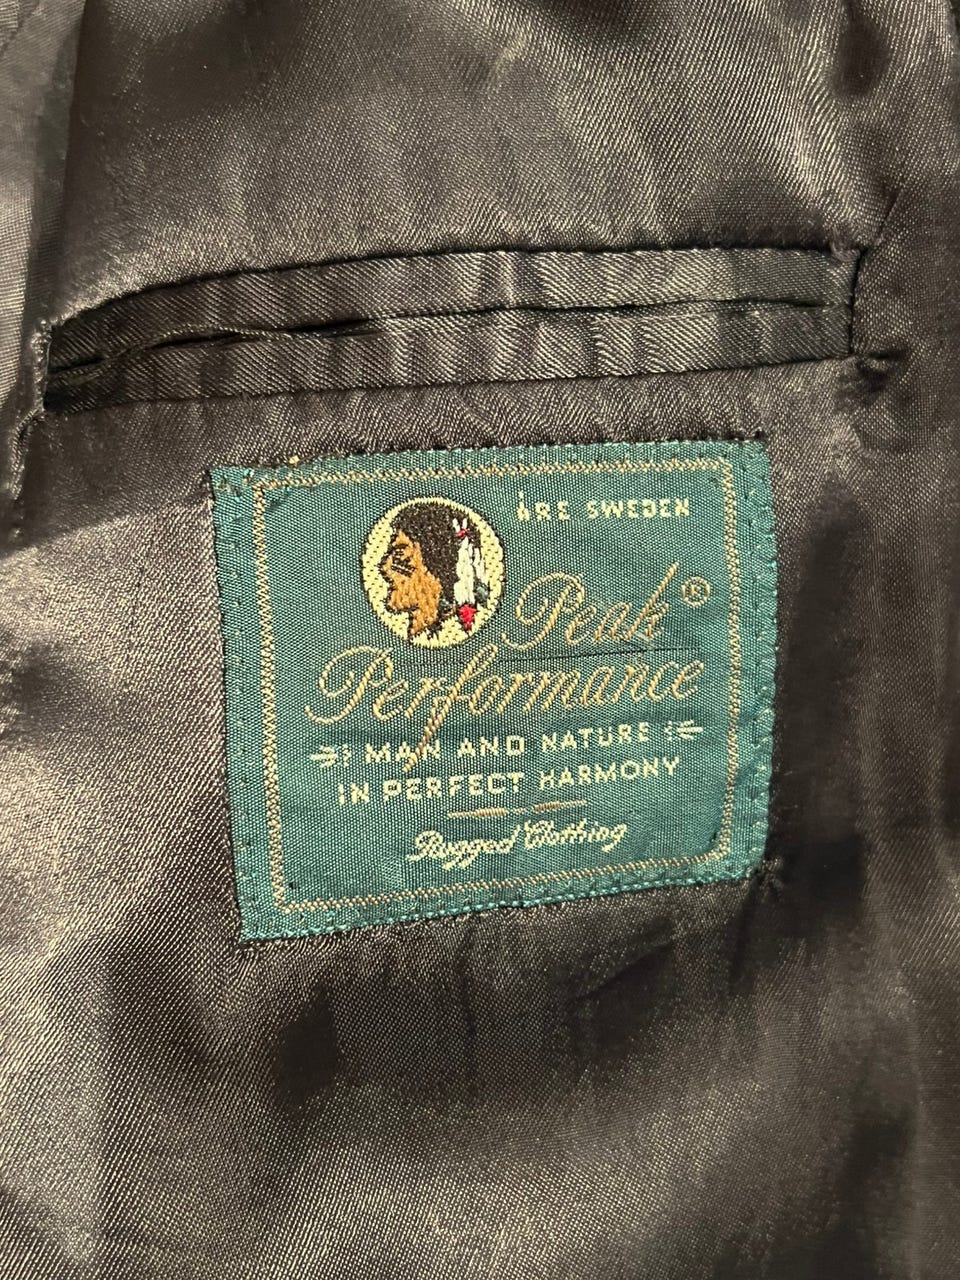 ÅRE SWEDEN
Peak®
Performance
MAN AND NATURE
IN PERFECT HARMONY
Rugged Clothing